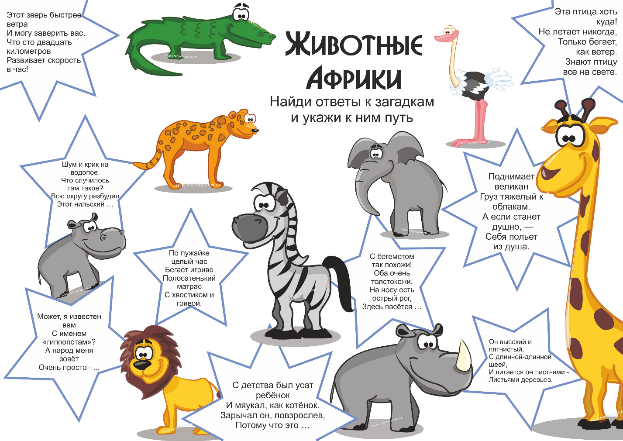 Этот зверь быстрее
ветра
И могу заверить вас.
Что сто двадцать
километров
Развивает скорость
в час!
Животные
Африки
Найди ответы к загадкам
и укажи к ним путь
Эта птица хоть
куда!
Не летает никогда,
Только бегает,
как ветер.
Знают птицу
все на свете.
Шум и крик на
водопое.
Что случилось
там такое?
Всю округу разбудил
Этот нильский ...
Поднимает
великан
Груз тяжелый к
облакам.
А если станет
душно, —
Себя польет
из душа.
По лужайке
целый час
Бегает игриво
Полосатенький
матрас
С хвостиком и
гривой.
С бегемотом
так похожи!
Оба очень
толстокожи.
На носу есть
острый рог,
Здесь пасётся ...
Может, я известен
вам
С именем
«гиппопотам»?
А народ меня
зовёт
Очень просто - ...
С детства был усат
ребёнок
И мяукал, как котёнок.
Зарычал он, повзрослев,
Потому что это ...
Он высокий и
пятнистый,
С длинной-длинной
шеей,
И питается он листьями -
Листьями деревьев.